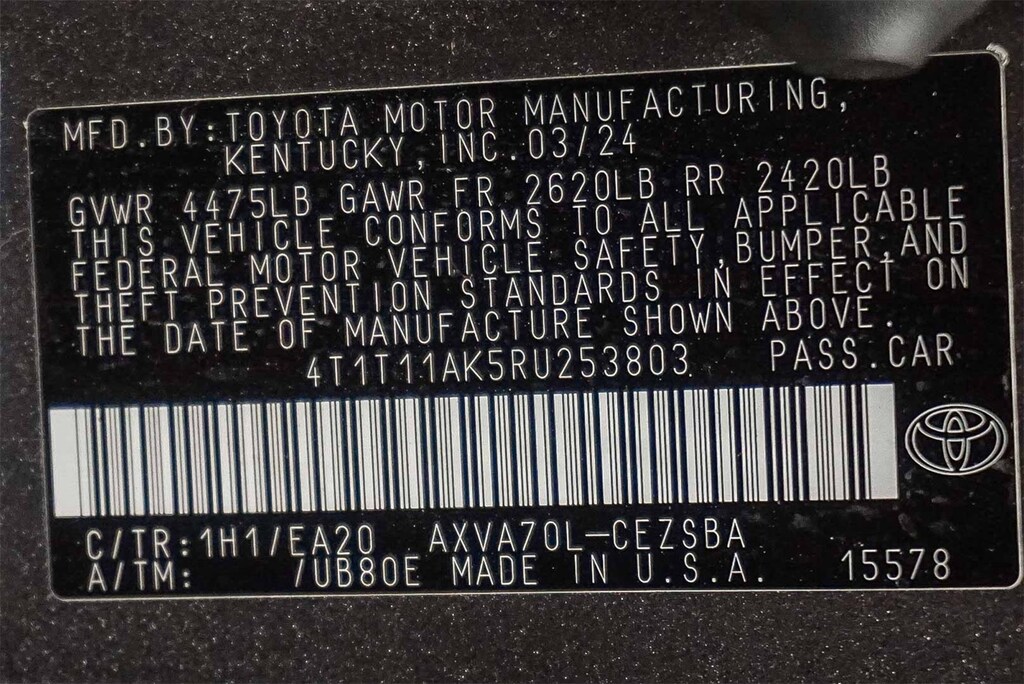 MFD.BY:TOYOTA MOTOR MANUFACTURING,
KENTUCKY,INC.03/24
GVWR 4475LB GAWR FR 2620LB RR 2420LB
THIS VEHICLE CONFORMS TO ALL APPLICABLE
FEDERAL MOTOR VEHICLE SAFETY,BUMPER,AND
THEFT PREVENTION STANDARDS IN EFFECT ON
THE DATE OF MANUFACTURE SHOWN ABOVE.
4T1T11AK5RU253803 PASS.CAR
C/TR:1H1/EA20 AXVA70L-CEZSBA
A/TM: /UB80E MADE IN U.S.A. 15578